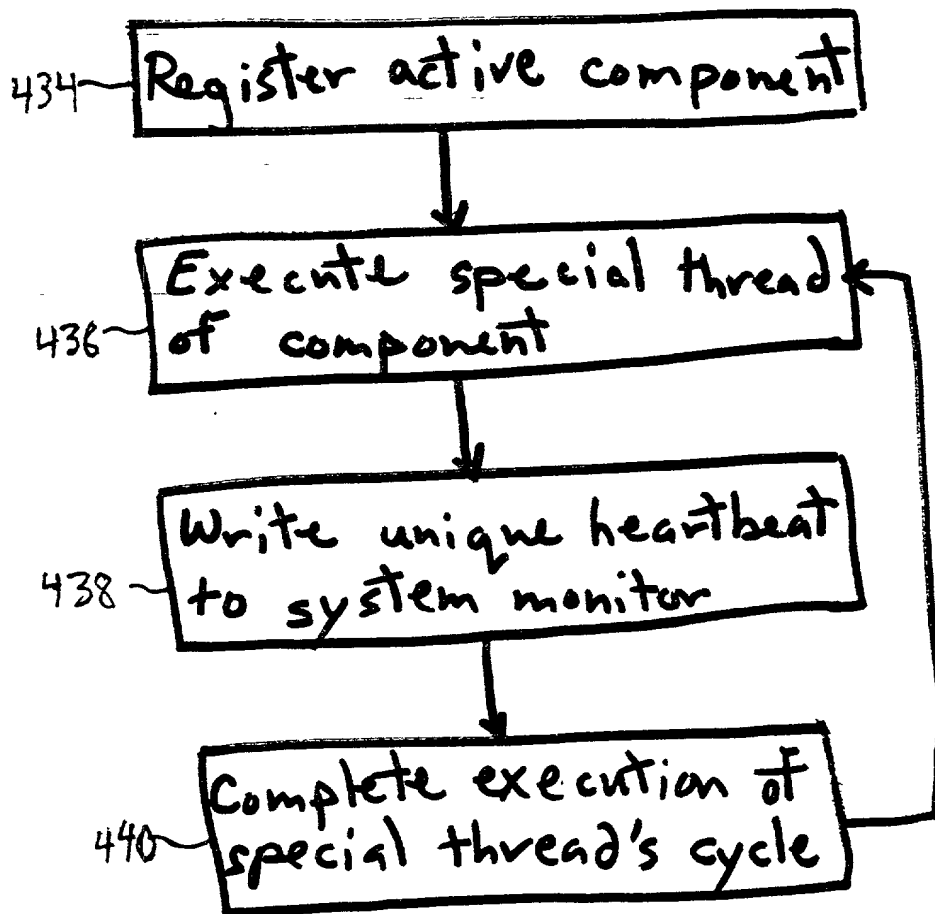 434 Register active component
Execute special thread
436 of component
Write unique heartbeat
438 to system monitor
Complete execution of
440 special thread's cycle